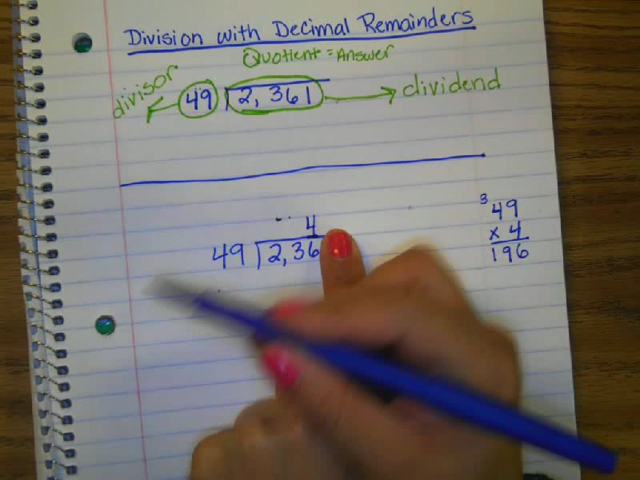 Division with Decimal Remainders
Quotient = Answer
divisor 49 2,361 dividend
4
49 2,36
3
49
x 4
196